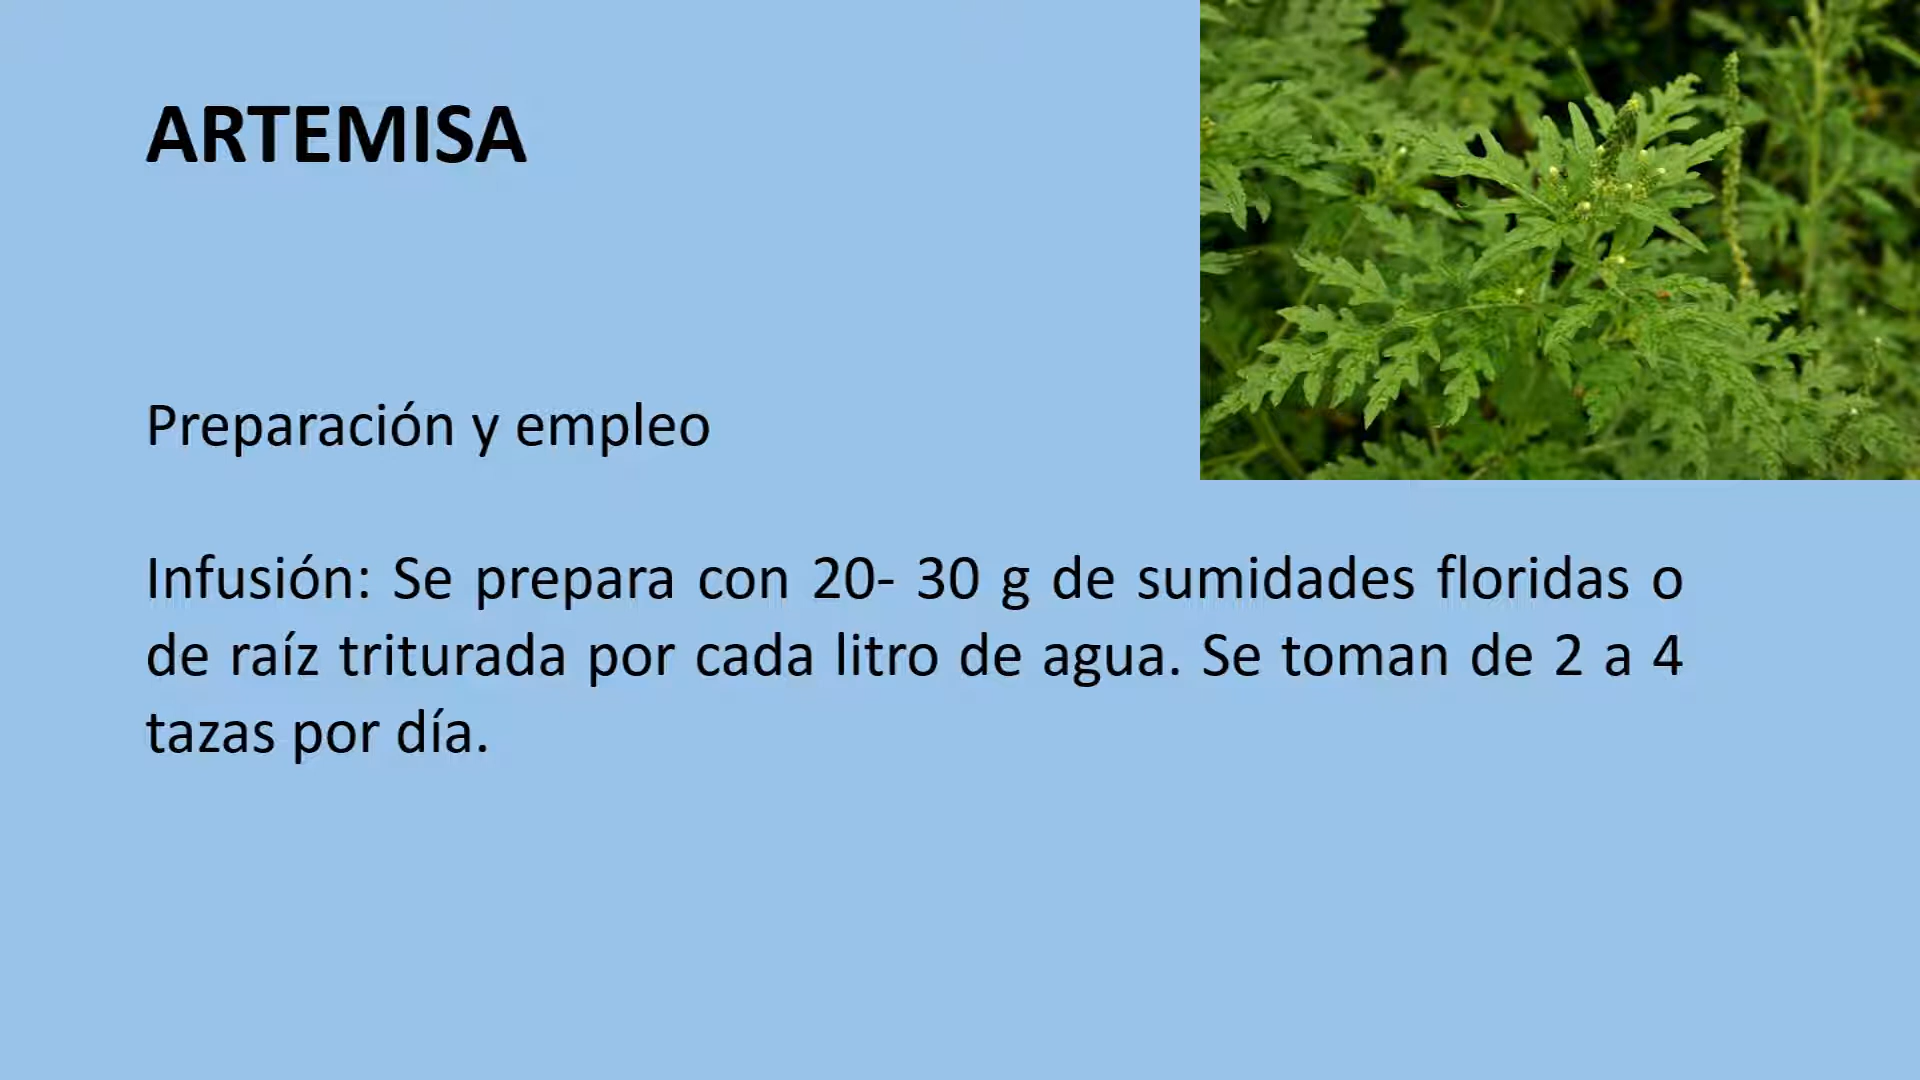 ARTEMISA
Preparación y empleo
Infusión: Se prepara con 20- 30 g de sumidades floridas o
de raíz triturada por cada litro de agua. Se toman de 2 a 4
tazas por día.